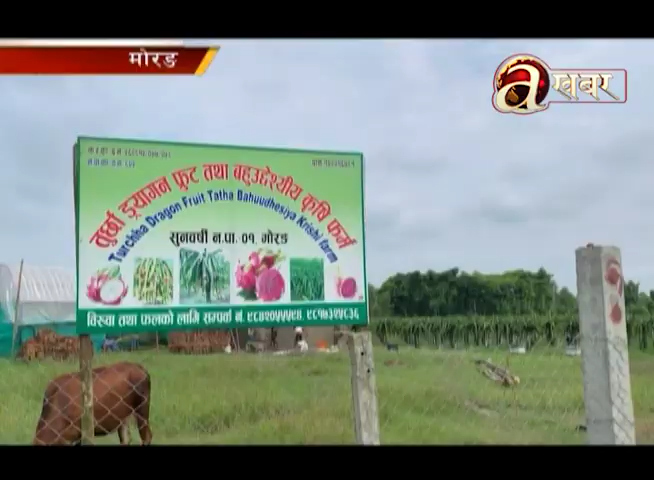 मोरङ
a खबर
तुर्छा ड्र्यागन फ्रुट तथा बहुउद्देश्यीय कृषि फर्म
Turchha Dragon Fruit Tatha Bahuudhesiya Krishi farm
सुनवर्षी न.पा. ०१, मोरङ
विरुवा तथा फलको लागि सम्पर्क नं.